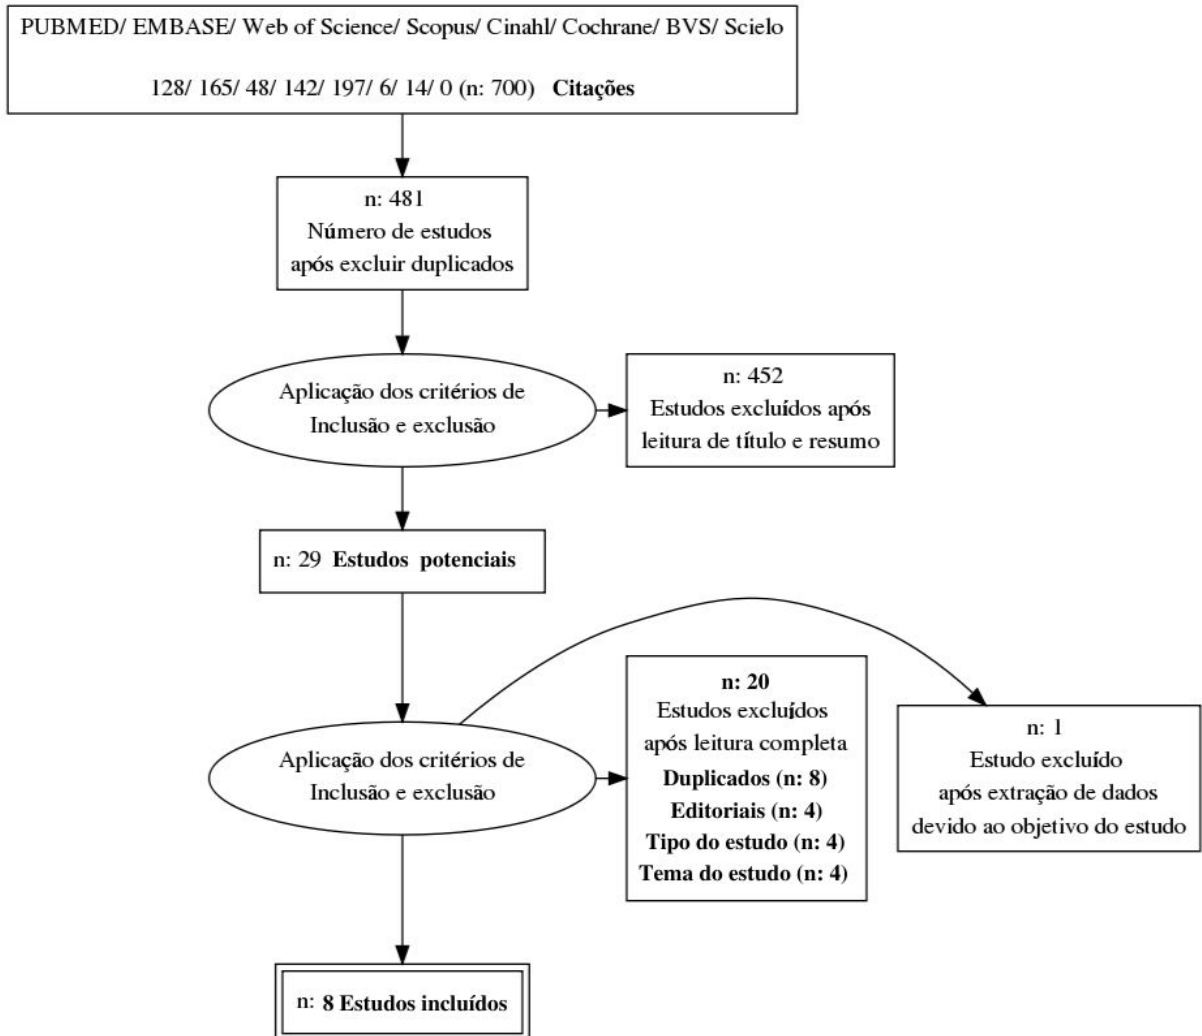 PUBMED/ EMBASE/ Web of Science/ Scopus/ Cinahl/ Cochrane/ BVS/ Scielo
128/ 165/ 48/ 142/ 197/ 6/ 14/ 0 (n: 700) Citações
n: 481
Número de estudos
após excluir duplicados
Aplicação dos critérios de
Inclusão e exclusão
n: 452
Estudos excluídos após
leitura de título e resumo
n: 29 Estudos potenciais
Aplicação dos critérios de
Inclusão e exclusão
n: 20
Estudos excluídos
após leitura completa
Duplicados (n: 8)
Editoriais (n: 4)
Tipo do estudo (n: 4)
Tema do estudo (n: 4)
n: 1
Estudo excluído
após extração de dados
devido ao objetivo do estudo
n: 8 Estudos incluídos